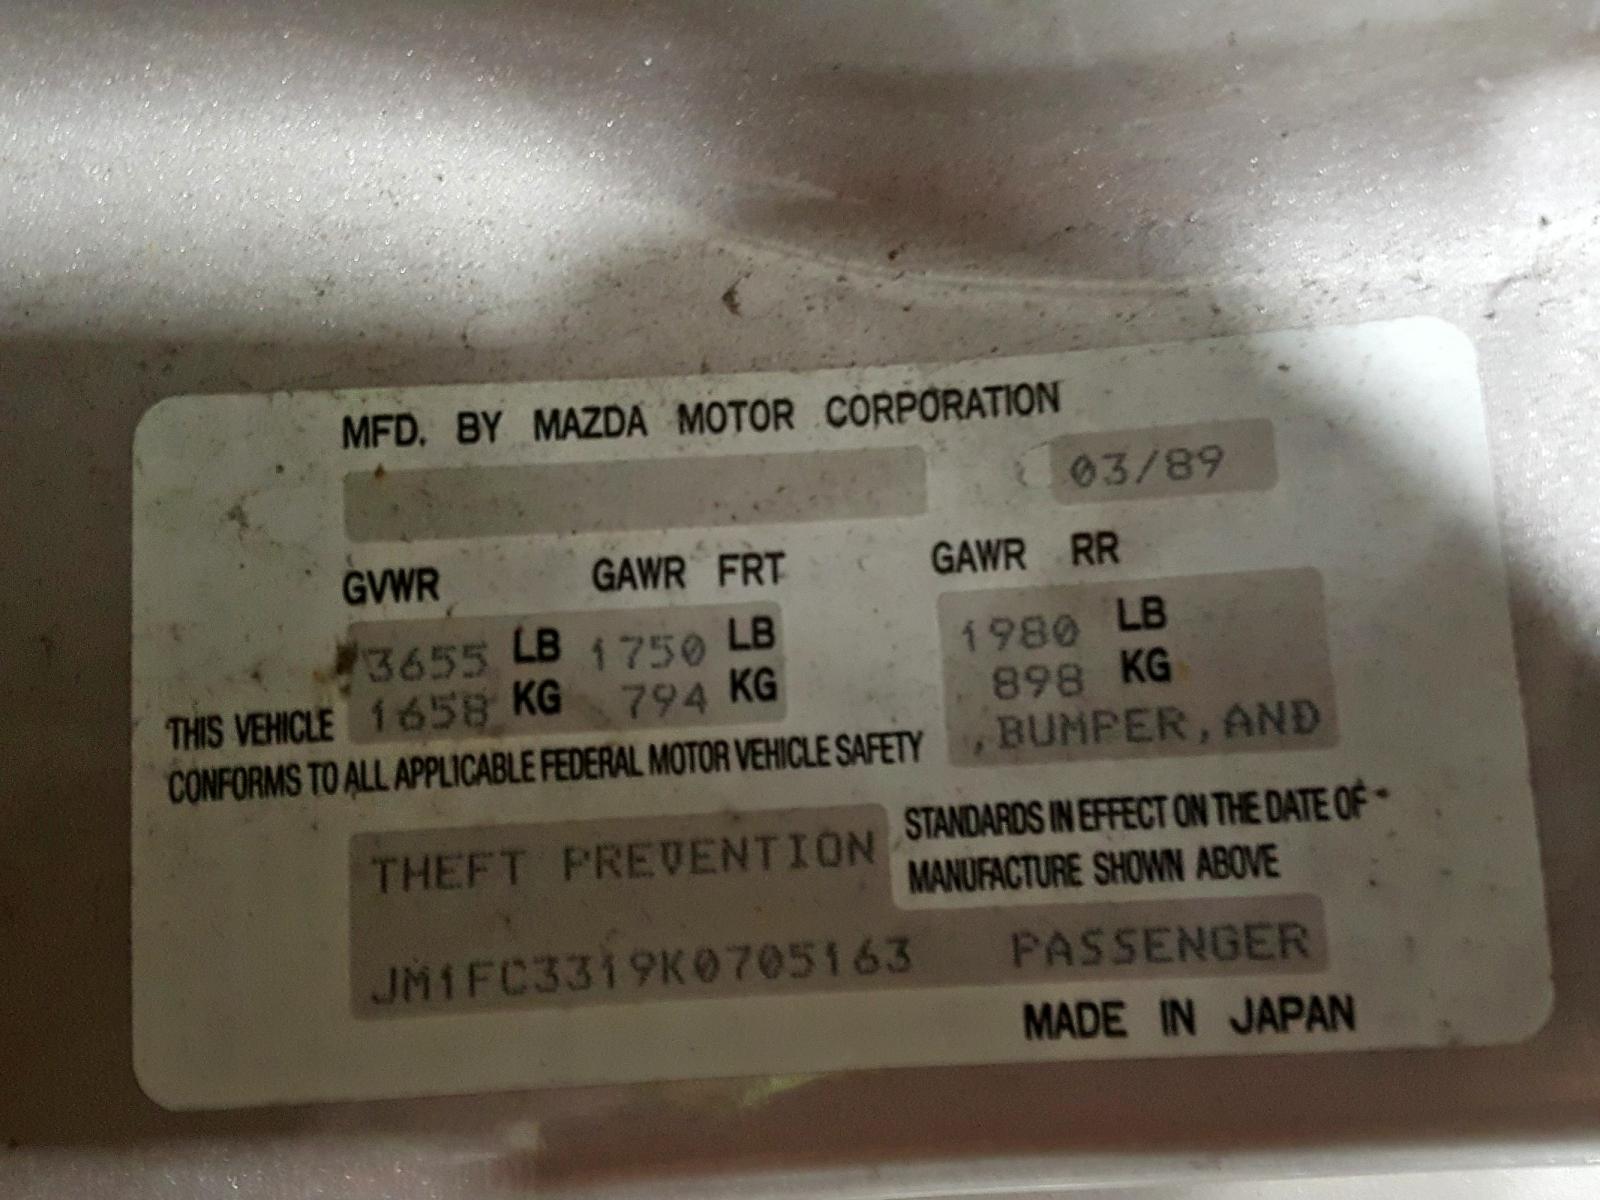 MFD. BY MAZDA MOTOR CORPORATION
03/89
GVWR GAWR FRT GAWR RR
3655 LB 1750 LB 1980 LB
1658 KG 794 KG 898 KG
THIS VEHICLE
CONFORMS TO ALL APPLICABLE FEDERAL MOTOR VEHICLE SAFETY ,BUMPER,AND
THEFT PREVENTION STANDARDS IN EFFECT ON THE DATE OF
MANUFACTURE SHOWN ABOVE
JM1FC3319K0705163 PASSENGER
MADE IN JAPAN